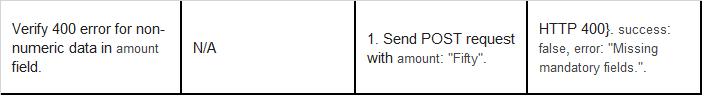 Verify 400 error for non-
numeric data in amount
field.
N/A
1. Send POST request
with amount: "Fifty".
HTTP 400}. success:
false, error: "Missing
mandatory fields.".